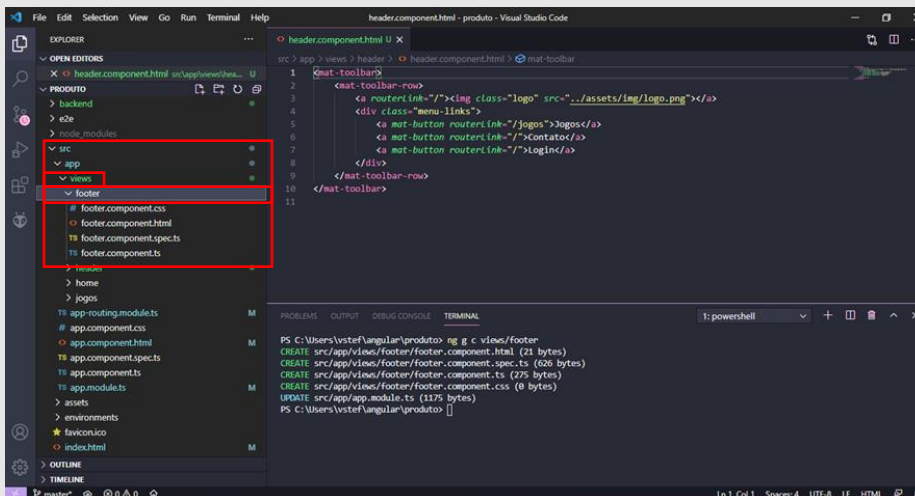 File Edit Selection View Go Run Terminal Help
header.component.html - produto - Visual Studio Code
EXPLORER
OPEN EDITORS
header.component.html src\app\views\hea... U
PRODUTO
backend
e2e
node_modules
src
app
views
footer
footer.component.css
footer.component.html
TS footer.component.spec.ts
TS footer.component.ts
header
home
jogos
TS app-routing.module.ts M
app.component.css
app.component.html M
TS app.component.spec.ts
TS app.component.ts
TS app.module.ts M
assets
environments
favicon.ico
index.html M
OUTLINE
TIMELINE
header.component.html U
src > app > views > header > header.component.html > mat-toolbar
1 <mat-toolbar>
2 <mat-toolbar-row>
3 <a routerLink="/"><img class="logo" src="../assets/img/logo.png"></a>
4 <div class="menu-links">
5 <a mat-button routerLink="/jogos">Jogos</a>
6 <a mat-button routerLink="/">Contato</a>
7 <a mat-button routerLink="/">Login</a>
8 </div>
9 </mat-toolbar-row>
10 </mat-toolbar>
11
PROBLEMS OUTPUT DEBUG CONSOLE TERMINAL
1: powershell
PS C:\Users\vstef\angular\produto> ng g c views/footer
CREATE src/app/views/footer/footer.component.html (21 bytes)
CREATE src/app/views/footer/footer.component.spec.ts (626 bytes)
CREATE src/app/views/footer/footer.component.ts (275 bytes)
CREATE src/app/views/footer/footer.component.css (0 bytes)
UPDATE src/app/app.module.ts (1175 bytes)
PS C:\Users\vstef\angular\produto>
master* 0 0 Ln 1, Col 1 Spaces: 4 UTF-8 LF HTML